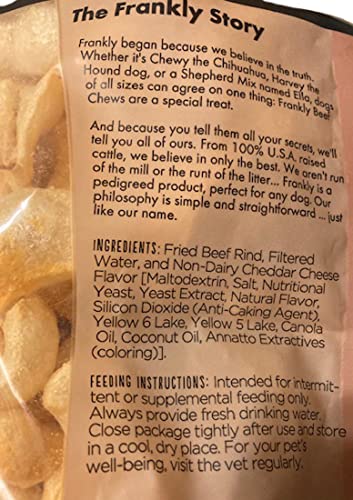 The Frankly Story
Frankly began because we believe in the truth.
Whether it's Chewy the Chihuahua, Harvey the
Hound dog, or a Shepherd Mix named Ella, dogs
of all sizes can agree on one thing: Frankly Beef
Chews are a special treat.
And because you tell them all your secrets, we'll
tell you all of ours. From 100% U.S.A. raised
cattle, we believe in only the best. We aren't run
of the mill or the runt of the litter... Frankly is a
pedigreed product, perfect for any dog. Our
philosophy is simple and straightforward ... just
like our name.
INGREDIENTS: Fried Beef Rind, Filtered
Water, and Non-Dairy Cheddar Cheese
Flavor [Maltodextrin, Salt, Nutritional
Yeast, Yeast Extract, Natural Flavor,
Silicon Dioxide (Anti-Caking Agent),
Yellow 6 Lake, Yellow 5 Lake, Canola
Oil, Coconut Oil, Annatto Extractives
(coloring)].
FEEDING INSTRUCTIONS: Intended for intermit-
tent or supplemental feeding only.
Always provide fresh drinking water.
Close package tightly after use and store
in a cool, dry place. For your pet's
well-being, visit the vet regularly.